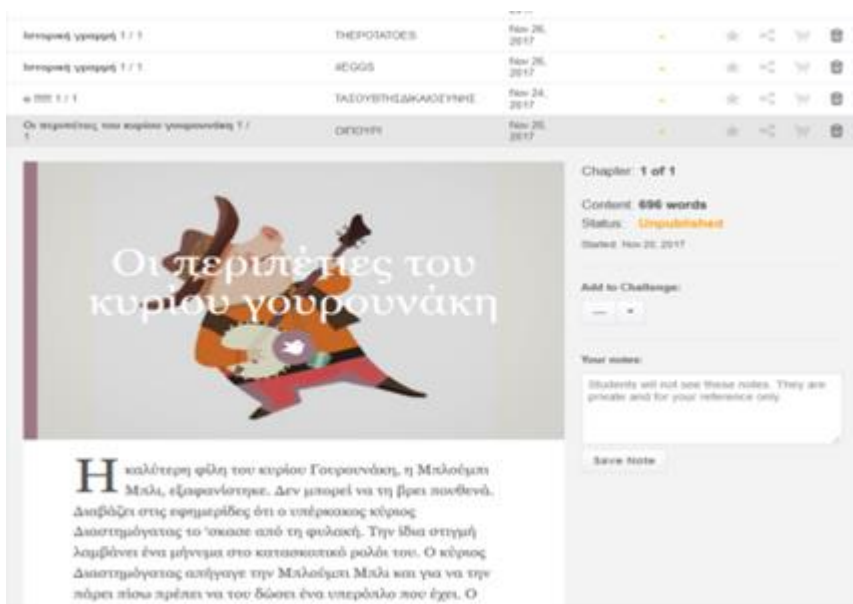 Ιστορική γραμμή 1 / 1 THEPOTATOES Nov 26, 2017
Ιστορική γραμμή 1 / 1 4EGGS Nov 26, 2017
1 / 1 Nov 24, 2017
Οι περιπέτειες του κυρίου γουρουνάκη 1 / 1 Nov 20, 2017
Chapter: 1 of 1
Content: 696 words
Status: Unpublished
Started: Nov 20, 2017
Add to Challenge:
—
Your notes:
Students will not see these notes. They are
private and for your reference only.
Save Note
Οι περιπέτιες του
κυρίου γουρουνάκη
Η καλύτερη φίλη του κυρίου Γουρουνάκη, η Μπλούμπι
Μπλι, εξαφανίστηκε. Δεν μπορεί να τη βρει πουθενά.
Διαβάζει στις εφημερίδες ότι ο υπέρκακος κύριος
Διαστημόγατας το 'σκασε από τη φυλακή. Την ίδια στιγμή
λαμβάνει ένα μήνυμα στο κατασκοπικό ρολόι του. Ο κύριος
Διαστημόγατας απήγαγε την Μπλούμπι Μπλι και για να την
πάρει πίσω πρέπει να του δώσει ένα υπερόπλο που έχει. Ο